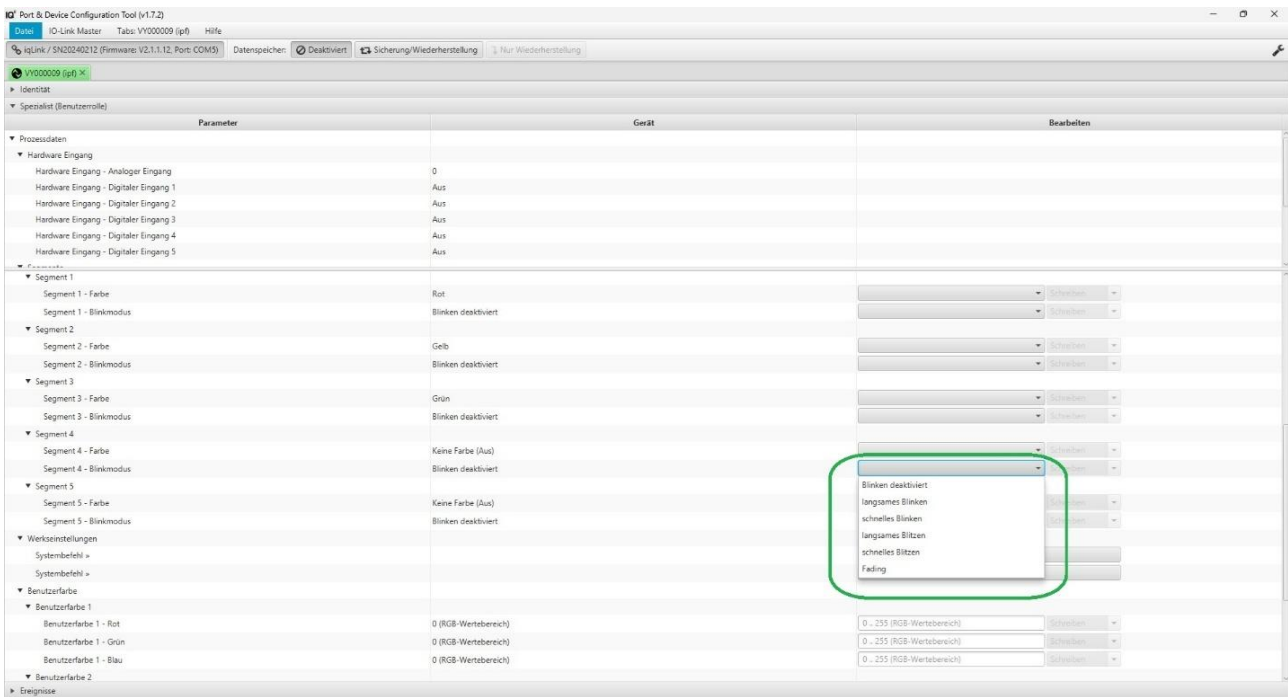 IQ² Port & Device Configuration Tool (v1.7.2)
Datei IO-Link Master Tabs: VY000009 (ipf) Hilfe
iqLink / SN20240212 (Firmware: V2.1.1.12, Port: COM5) Datenspeicher: Deaktiviert Sicherung/Wiederherstellung Nur Wiederherstellung
VY000009 (ipf)
Identität
Spezialist (Benutzerrolle)
Parameter Gerät Bearbeiten
Prozessdaten
Hardware Eingang
Hardware Eingang - Analoger Eingang 0
Hardware Eingang - Digitaler Eingang 1 Aus
Hardware Eingang - Digitaler Eingang 2 Aus
Hardware Eingang - Digitaler Eingang 3 Aus
Hardware Eingang - Digitaler Eingang 4 Aus
Hardware Eingang - Digitaler Eingang 5 Aus
Segment 1
Segment 1 - Farbe Rot Schreiben
Segment 1 - Blinkmodus Blinken deaktiviert Schreiben
Segment 2
Segment 2 - Farbe Gelb Schreiben
Segment 2 - Blinkmodus Blinken deaktiviert Schreiben
Segment 3
Segment 3 - Farbe Grün Schreiben
Segment 3 - Blinkmodus Blinken deaktiviert Schreiben
Segment 4
Segment 4 - Farbe Keine Farbe (Aus) Schreiben
Segment 4 - Blinkmodus Blinken deaktiviert Schreiben
Segment 5 Blinken deaktiviert
Segment 5 - Farbe Keine Farbe (Aus) langsames Blinken
Segment 5 - Blinkmodus Blinken deaktiviert schnelles Blinken
Werkseinstellungen langsames Blitzen
Systembefehl » schnelles Blitzen
Systembefehl » Fading
Benutzerfarbe
Benutzerfarbe 1
Benutzerfarbe 1 - Rot 0 (RGB-Wertebereich) 0 .. 255 (RGB-Wertebereich) Schreiben
Benutzerfarbe 1 - Grün 0 (RGB-Wertebereich) 0 .. 255 (RGB-Wertebereich) Schreiben
Benutzerfarbe 1 - Blau 0 (RGB-Wertebereich) 0 .. 255 (RGB-Wertebereich) Schreiben
Benutzerfarbe 2
Ereignisse